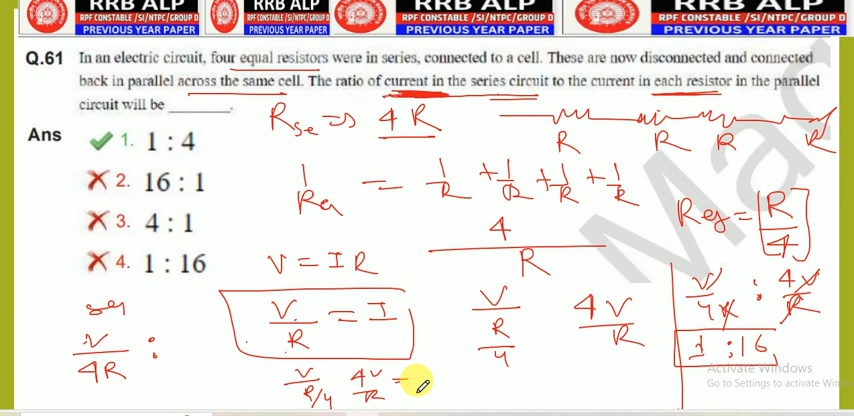 RRB ALP RRB ALP RRB ALP RRB ALP
RPF CONSTABLE /SI/NTPC/GROUP D RPF CONSTABLE /SI/NTPC/GROUP D RPF CONSTABLE /SI/NTPC/GROUP D RPF CONSTABLE /SI/NTPC/GROUP D
PREVIOUS YEAR PAPER PREVIOUS YEAR PAPER PREVIOUS YEAR PAPER PREVIOUS YEAR PAPER
Q.61 In an electric circuit, four equal resistors were in series, connected to a cell. These are now disconnected and connected
back in parallel across the same cell. The ratio of current in the series circuit to the current in each resistor in the parallel
circuit will be ________.
Rse => 4R
R R R R
Ans
1. 1 : 4
2. 16 : 1
3. 4 : 1
4. 1 : 16
1/Req = 1/R + 1/R + 1/R + 1/R
4/R
Req = R/4
V = IR
V/R = I
V/4R :
V/R/4 4V/R
V/4R : 4V/R
1 : 16
V/R/4 4V/R =
Mac
Activate Windows
Go to Settings to activate Win